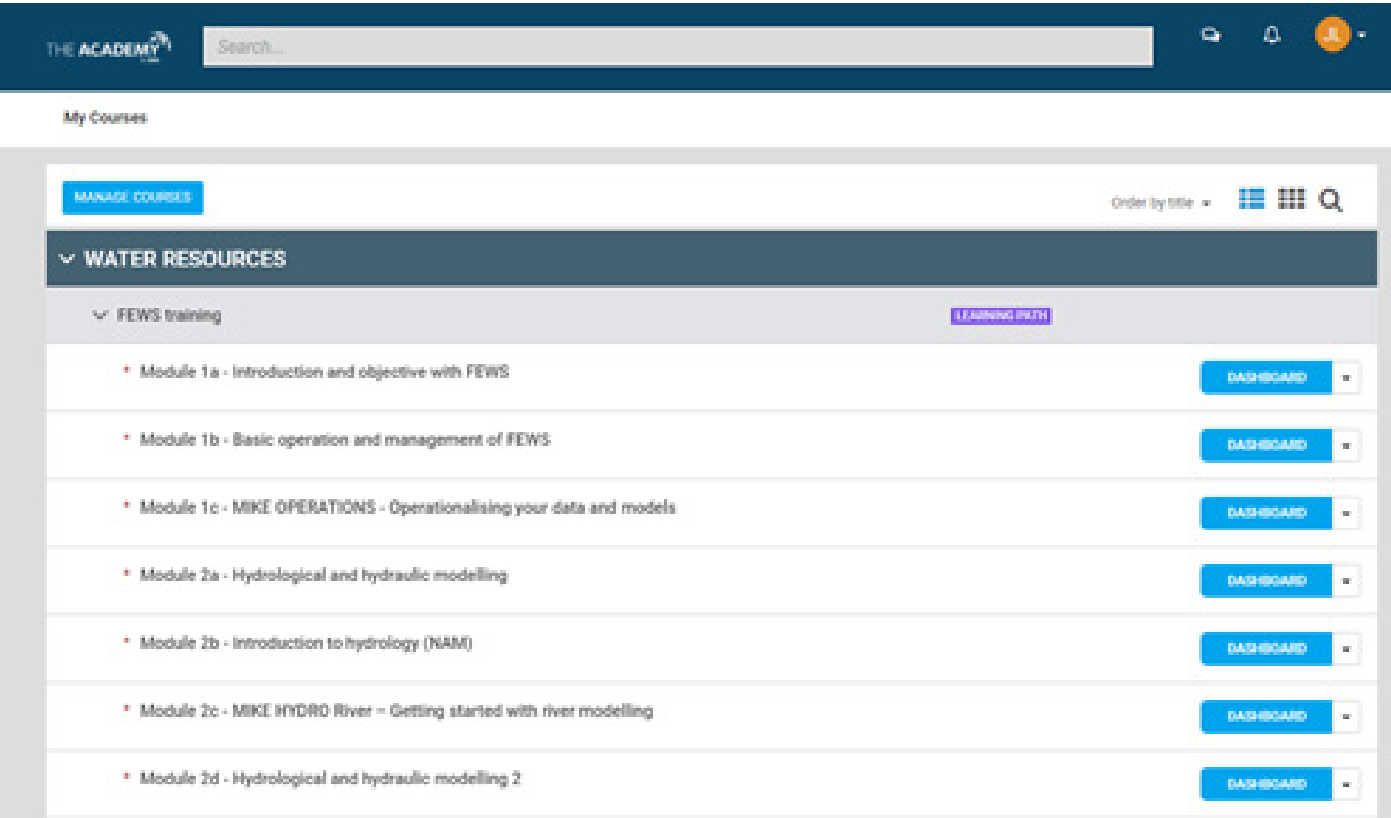 THE ACADEMY
Search...
My Courses
MANAGE COURSES
Order by title
WATER RESOURCES
FEWS training
LEARNING PATH
* Module 1a - Introduction and objective with FEWS
DASHBOARD
* Module 1b - Basic operation and management of FEWS
DASHBOARD
* Module 1c - MIKE OPERATIONS - Operationalising your data and models
DASHBOARD
* Module 2a - Hydrological and hydraulic modelling
DASHBOARD
* Module 2b - Introduction to hydrology (NAM)
DASHBOARD
* Module 2c - MIKE HYDRO River – Getting started with river modelling
DASHBOARD
* Module 2d - Hydrological and hydraulic modelling 2
DASHBOARD